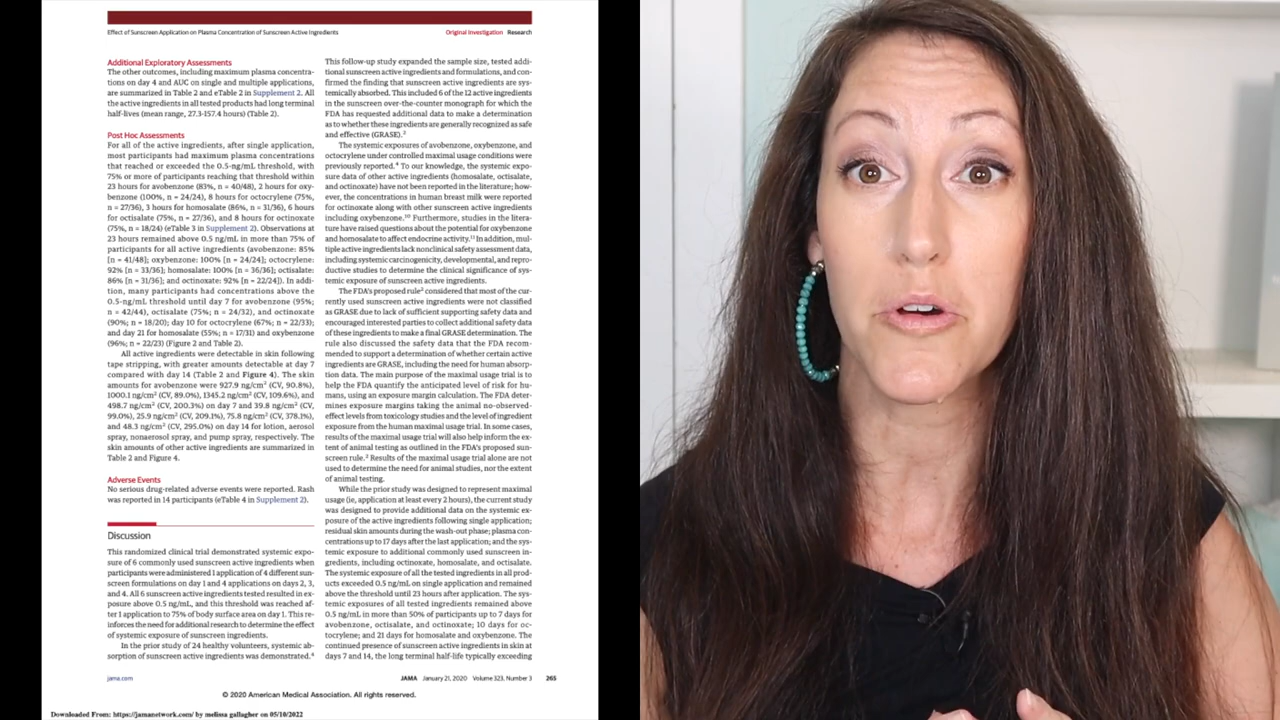 Effect of Sunscreen Application on Plasma Concentration of Sunscreen Active Ingredients
Original Investigation Research
Additional Exploratory Assessments
The other outcomes, including maximum plasma concentra-
tions on day 4 and AUC on single and multiple applications,
are summarized in Table 2 and eTable 2 in Supplement 2. All
the active ingredients in all tested products had long terminal
half-lives (mean range, 27.3-157.4 hours) (Table 2).
Post Hoc Assessments
For all of the active ingredients, after single application,
most participants had maximum plasma concentrations
that reached or exceeded the 0.5-ng/mL threshold, with
75% or more of participants reaching that threshold within
23 hours for avobenzone (83%, n = 40/48), 2 hours for oxy-
benzone (100%, n = 24/24), 8 hours for octocrylene (75%,
n = 27/36), 3 hours for homosalate (86%, n = 31/36), 6 hours
for octisalate (75%, n = 27/36), and 8 hours for octinoxate
(75%, n = 18/24) (eTable 3 in Supplement 2). Observations at
23 hours remained above 0.5 ng/mL in more than 75% of
participants for all active ingredients (avobenzone: 85%
[n = 41/48]; oxybenzone: 100% [n = 24/24]; octocrylene:
92% [n = 33/36]; homosalate: 100% [n = 36/36]; octisalate:
86% [n = 31/36]; and octinoxate: 92% [n = 22/24]). In addi-
tion, many participants had concentrations above the
0.5-ng/mL threshold until day 7 for avobenzone (95%;
n = 42/44), octisalate (75%; n = 24/32), and octinoxate
(90%; n = 18/20); day 10 for octocrylene (67%; n = 22/33);
and day 21 for homosalate (55%; n = 17/31) and oxybenzone
(96%; n = 22/23) (Figure 2 and Table 2).
All active ingredients were detectable in skin following
tape stripping, with greater amounts detectable at day 7
compared with day 14 (Table 2 and Figure 4). The skin
amounts for avobenzone were 927.9 ng/cm² (CV, 90.8%),
1000.1 ng/cm² (CV, 89.0%), 1345.2 ng/cm² (CV, 109.6%), and
498.7 ng/cm² (CV, 200.3%) on day 7 and 39.8 ng/cm² (CV,
99.0%), 25.9 ng/cm² (CV, 209.1%), 75.8 ng/cm² (CV, 378.1%),
and 48.3 ng/cm² (CV, 295.0%) on day 14 for lotion, aerosol
spray, nonaerosol spray, and pump spray, respectively. The
skin amounts of other active ingredients are summarized in
Table 2 and Figure 4.
Adverse Events
No serious drug-related adverse events were reported. Rash
was reported in 14 participants (eTable 4 in Supplement 2).
Discussion
This randomized clinical trial demonstrated systemic expo-
sure of 6 commonly used sunscreen active ingredients when
participants were administered 1 application of 4 different sun-
screen formulations on day 1 and 4 applications on days 2, 3,
and 4. All 6 sunscreen actives ingredients tested resulted in ex-
posure above 0.5 ng/mL, and this threshold was reached af-
ter 1 application to 75% of body surface area on day 1. This re-
inforces the need for additional research to determine the effect
of systemic exposure of sunscreen ingredients.
In the prior study of 24 healthy volunteers, systemic ab-
sorption of sunscreen active ingredients was demonstrated.⁴
This follow-up study expanded the sample size, tested addi-
tional sunscreen active ingredients and formulations, and con-
firmed the finding that sunscreen active ingredients are sys-
temically absorbed. This included 6 of the 12 active ingredients
in the sunscreen over-the-counter monograph for which the
FDA has requested additional data to make a determination
as to whether these ingredients are generally recognized as safe
and effective (GRASE).²
The systemic exposures of avobenzone, oxybenzone, and
octocrylene under controlled maximal usage conditions were
previously reported.⁴ To our knowledge, the systemic expo-
sure data of other active ingredients (homosalate, octisalate,
and octinoxate) have not been reported in the literature; how-
ever, the concentrations in human breast milk were reported
for octinoxate along with other sunscreen active ingredients
including oxybenzone.¹⁰ Furthermore, studies in the litera-
ture have raised questions about the potential for oxybenzone
and homosalate to affect endocrine activity.¹¹ In addition, mul-
tiple active ingredients lack nonclinical safety assessment data,
including systemic carcinogenicity, developmental, and repro-
ductive studies to determine the clinical significance of sys-
temic exposure of sunscreen active ingredients.
The FDA's proposed rule² considered that most of the cur-
rently used sunscreen active ingredients were not classified
as GRASE due to lack of sufficient supporting safety data and
encouraged interested parties to collect additional safety data
of these ingredients to make a final GRASE determination. The
rule also discussed the safety data that the FDA recom-
mended to support a determination of whether certain active
ingredients are GRASE, including the need for human absorp-
tion data. The main purpose of the maximal usage trial is to
help the FDA quantify the anticipated level of risk for hu-
mans, using an exposure margin calculation. The FDA deter-
mines exposure margins taking the animal no-observed-
effect levels from toxicology studies and the level of ingredient
exposure from the human maximal usage trial. In some cases,
results of the maximal usage trial will also help inform the ex-
tent of animal testing as outlined in the FDA's proposed sun-
screen rule.² Results of the maximal usage trial alone are not
used to determine the need for animal studies, nor the extent
of animal testing.
While the prior study was designed to represent maximal
usage (ie, application at least every 2 hours), the current study
was designed to provide additional data on the systemic ex-
posure of the active ingredients following single application;
residual skin amounts during the wash-out phase; plasma con-
centrations up to 17 days after the last application; and the sys-
temic exposure to additional commonly used sunscreen in-
gredients, including octinoxate, homosalate, and octisalate.
The systemic exposure of all the tested ingredients in all prod-
ucts exceeded 0.5 ng/mL on single application and remained
above the threshold until 23 hours after application. The sys-
temic exposures of all tested ingredients remained above
0.5 ng/mL in more than 50% of participants up to 7 days for
avobenzone, octisalate, and octinoxate; 10 days for oc-
tocrylene; and 21 days for homosalate and oxybenzone. The
continued presence of sunscreen active ingredients in skin at
days 7 and 14, the long terminal half-life typically exceeding
jama.com
JAMA January 21, 2020 Volume 323, Number 3 265
© 2020 American Medical Association. All rights reserved.
Downloaded From: https://jamanetwork.com/ by melissa gallagher on 05/10/2022